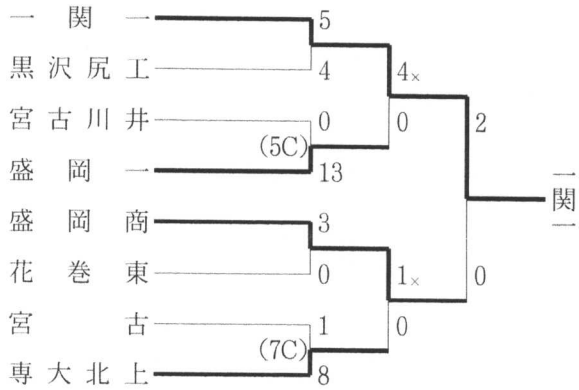 一関一 5
黒沢尻工 4 4×
宮古川井 0 0 2
(5C)
盛岡一 13
一関一
盛岡商 3
花巻東 0 1× 0
宮古 1 0
(7C)
専大北上 8